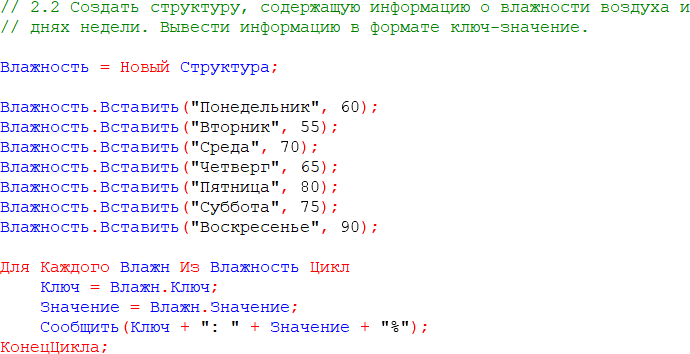 // 2.2 Создать структуру, содержащую информацию о влажности воздуха и
// днях недели. Вывести информацию в формате ключ-значение.
Влажность = Новый Структура;
Влажность.Вставить("Понедельник", 60);
Влажность.Вставить("Вторник", 55);
Влажность.Вставить("Среда", 70);
Влажность.Вставить("Четверг", 65);
Влажность.Вставить("Пятница", 80);
Влажность.Вставить("Суббота", 75);
Влажность.Вставить("Воскресенье", 90);
Для Каждого Влажн Из Влажность Цикл
    Ключ = Влажн.Ключ;
    Значение = Влажн.Значение;
    Сообщить(Ключ + ": " + Значение + "%");
КонецЦикла;